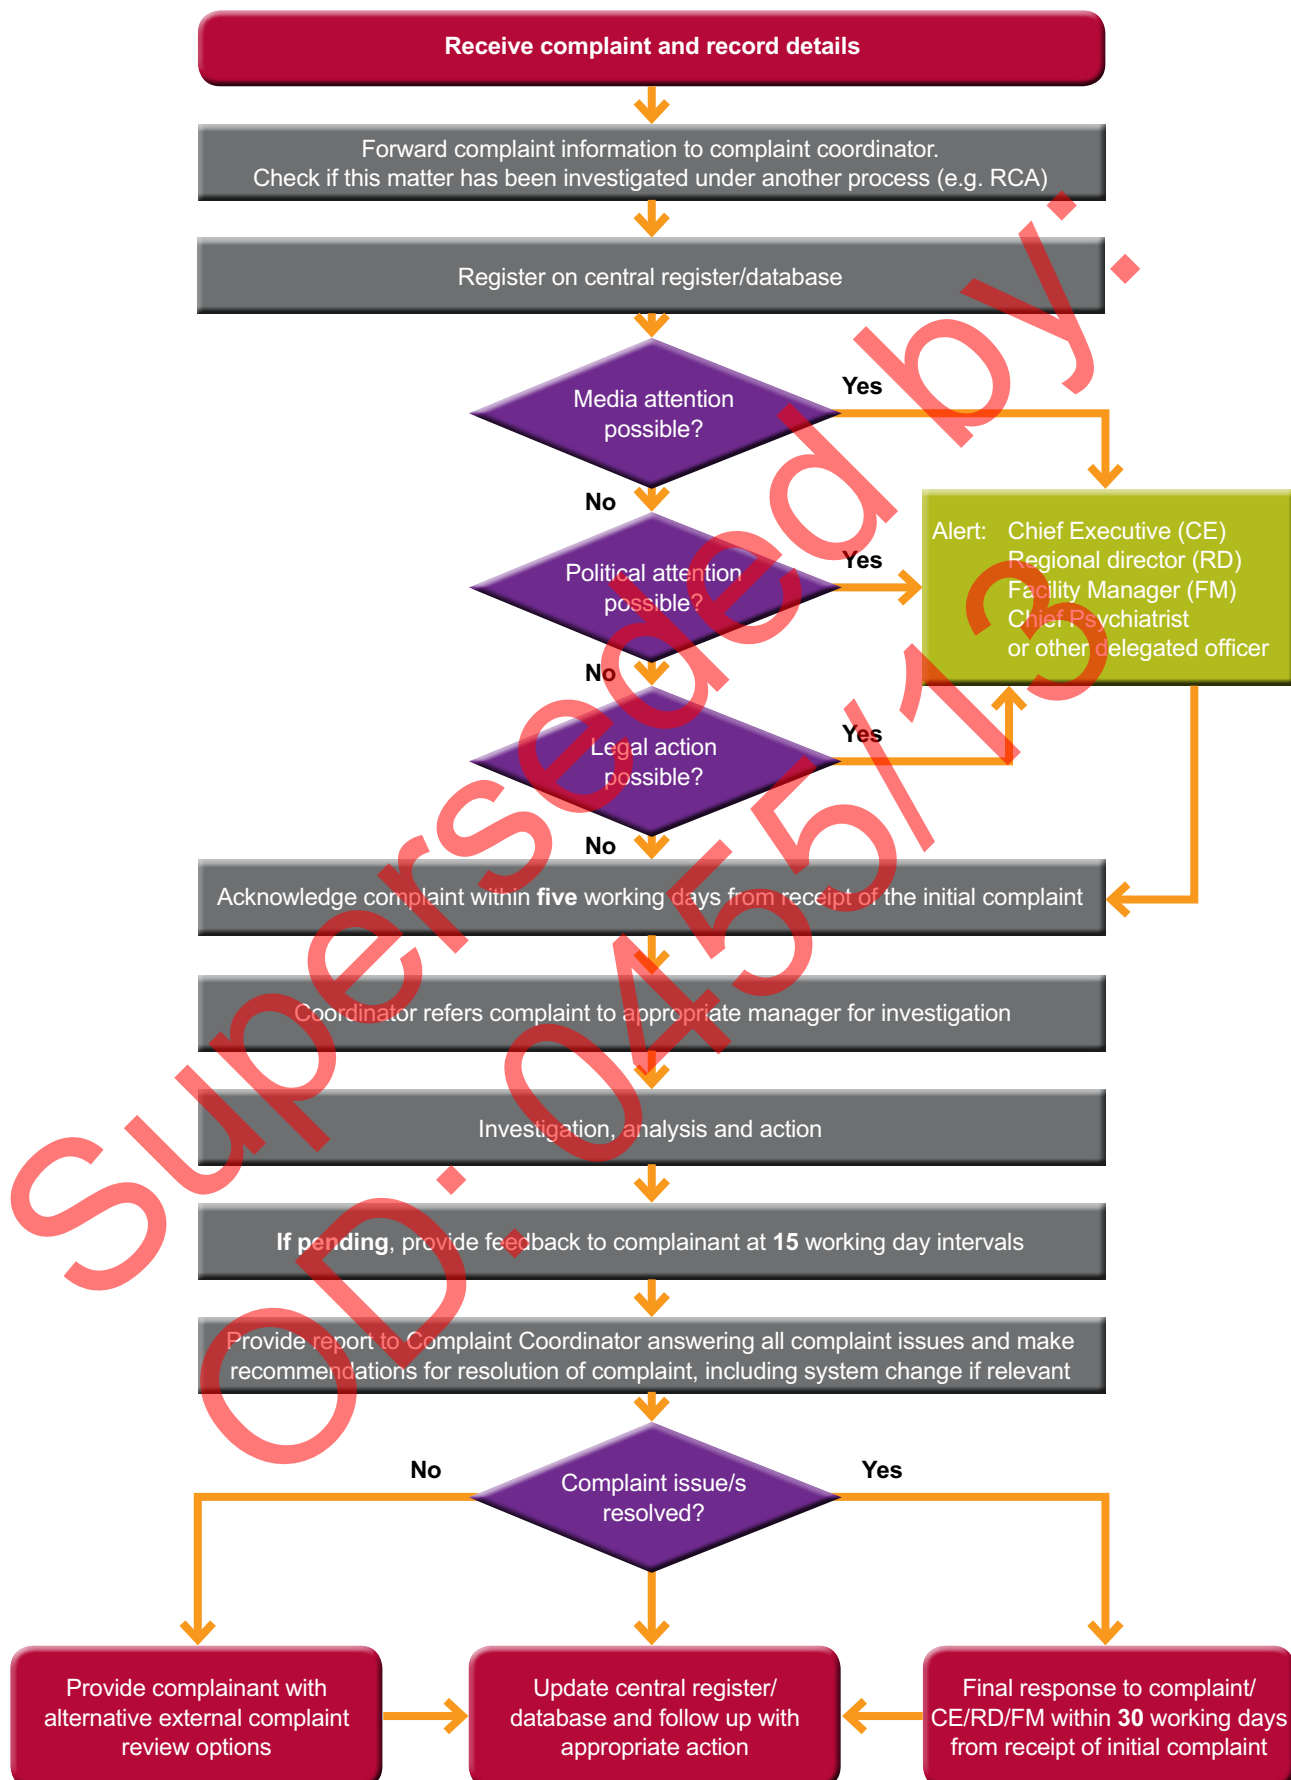 Receive complaint and record details
Forward complaint information to complaint coordinator.
Check if this matter has been investigated under another process (e.g. RCA)
Register on central register/database
Media attention
possible?
Yes
No
Alert: Chief Executive (CE)
Regional director (RD)
Facility Manager (FM)
Chief Psychiatrist
or other delegated officer
Political attention
possible?
Yes
No
Legal action
possible?
Yes
No
Acknowledge complaint within five working days from receipt of the initial complaint
Coordinator refers complaint to appropriate manager for investigation
Investigation, analysis and action
If pending, provide feedback to complainant at 15 working day intervals
Provide report to Complaint Coordinator answering all complaint issues and make
recommendations for resolution of complaint, including system change if relevant
No
Complaint issue/s
resolved?
Yes
Provide complainant with
alternative external complaint
review options
Update central register/
database and follow up with
appropriate action
Final response to complaint/
CE/RD/FM within 30 working days
from receipt of initial complaint
Superseded by:
OD: 0455/13